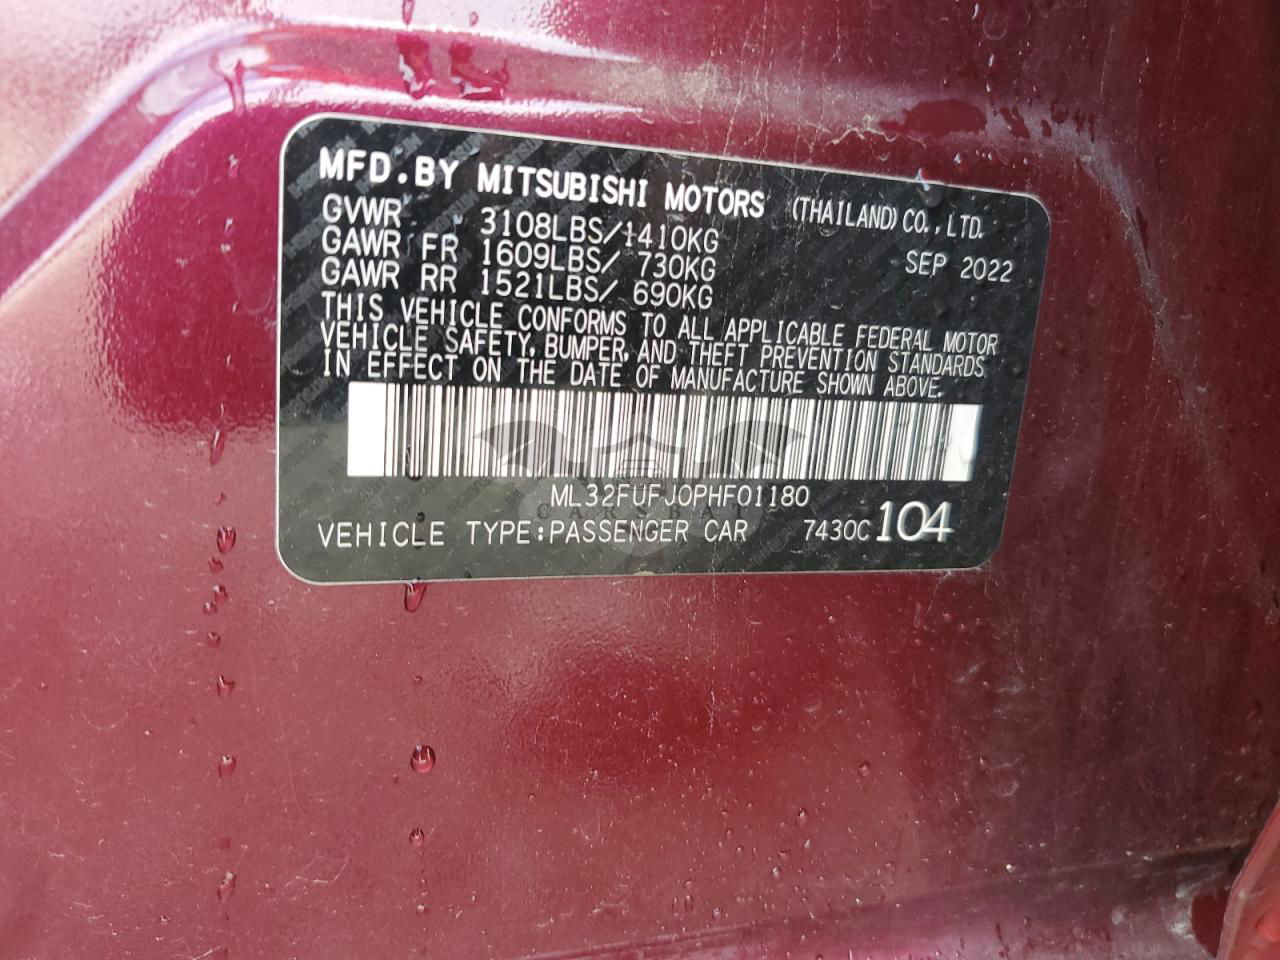 MFD.BY MITSUBISHI MOTORS (THAILAND) CO., LTD.
GVWR 3108LBS/1410KG
GAWR FR 1609LBS/ 730KG SEP 2022
GAWR RR 1521LBS/ 690KG
THIS VEHICLE CONFORMS TO ALL APPLICABLE FEDERAL MOTOR
VEHICLE SAFETY, BUMPER, AND THEFT PREVENTION STANDARDS
IN EFFECT ON THE DATE OF MANUFACTURE SHOWN ABOVE.
ML32FUFJ0PHF01180
CARSBAT
VEHICLE TYPE:PASSENGER CAR 7430C 104